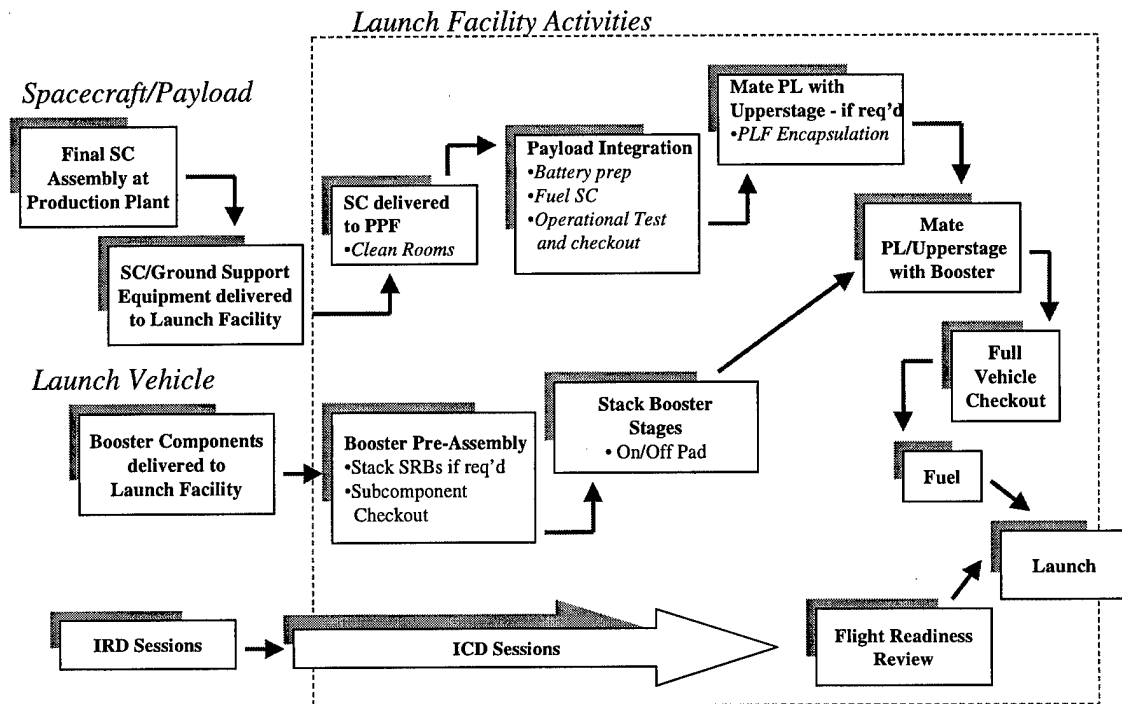 Launch Facility Activities
Spacecraft/Payload
Final SC
Assembly at
Production Plant
SC/Ground Support
Equipment delivered
to Launch Facility
SC delivered
to PPF
•Clean Rooms
Payload Integration
•Battery prep
•Fuel SC
•Operational Test
and checkout
Mate PL with
Upperstage - if req'd
•PLF Encapsulation
Mate
PL/Upperstage
with Booster
Full
Vehicle
Checkout
Fuel
Launch
Launch Vehicle
Booster Components
delivered to
Launch Facility
Booster Pre-Assembly
•Stack SRBs if req'd
•Subcomponent
Checkout
Stack Booster
Stages
• On/Off Pad
IRD Sessions
ICD Sessions
Flight Readiness
Review